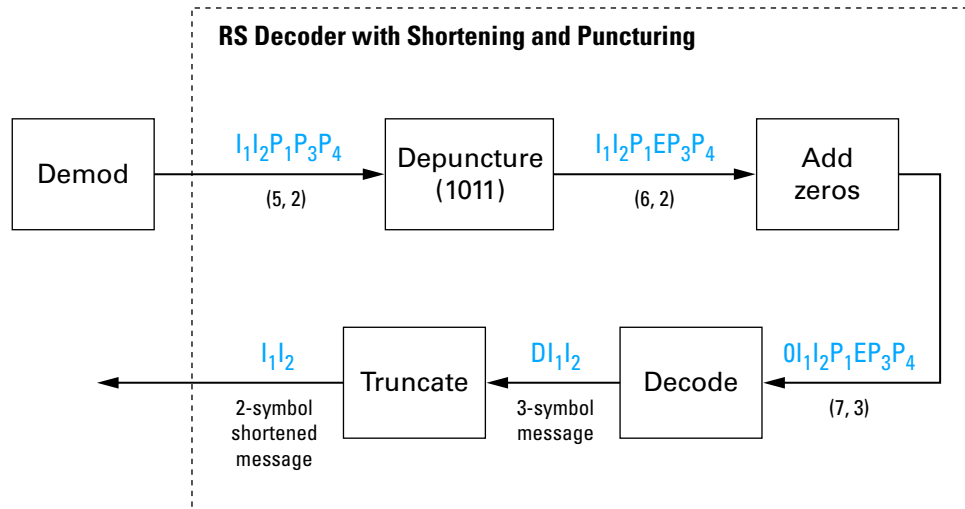 RS Decoder with Shortening and Puncturing
Demod
I₁I₂P₁P₃P₄
(5, 2)
Depuncture
(1011)
I₁I₂P₁EP₃P₄
(6, 2)
Add
zeros
0I₁I₂P₁EP₃P₄
(7, 3)
Decode
DI₁I₂
3-symbol
message
Truncate
I₁I₂
2-symbol
shortened
message